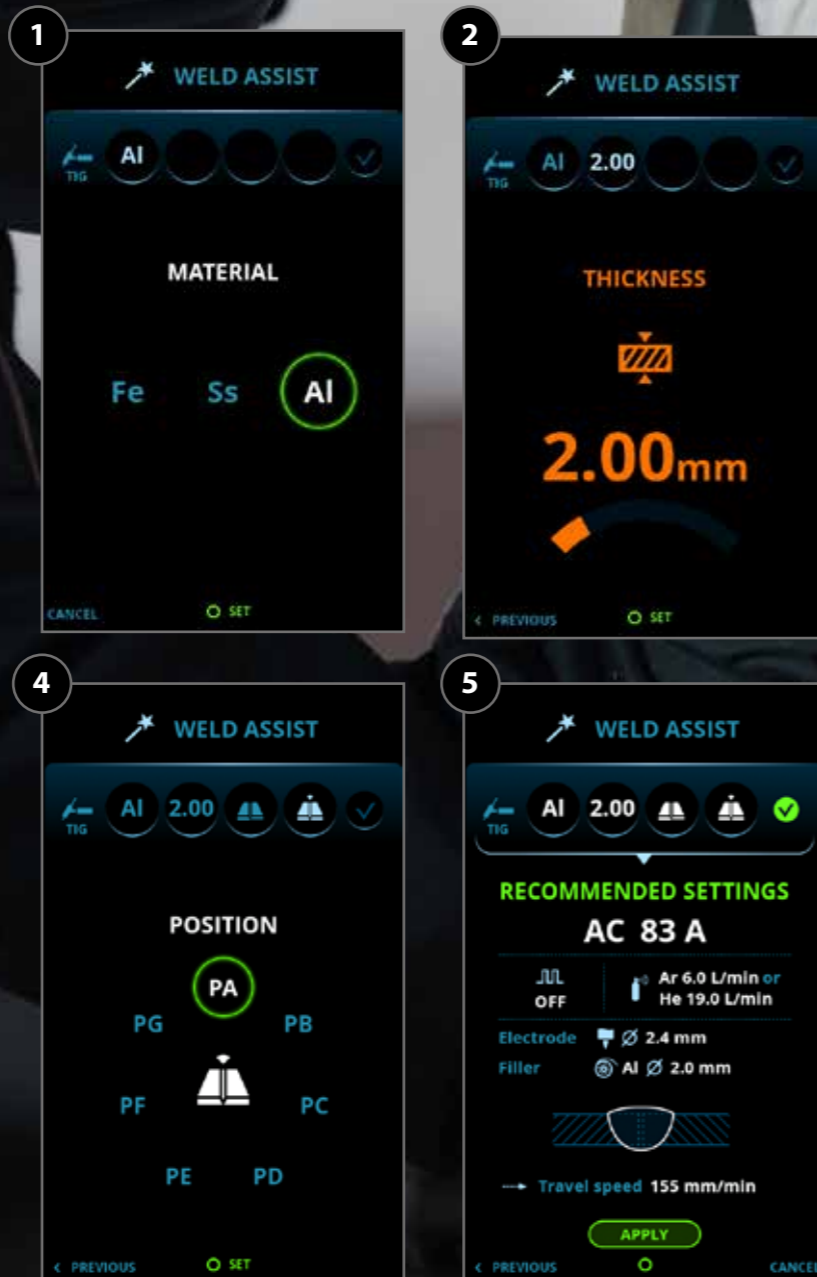 1
WELD ASSIST
TIG Al
MATERIAL
Fe Ss Al
CANCEL SET
2
WELD ASSIST
TIG Al 2.00
THICKNESS
2.00mm
< PREVIOUS SET
4
WELD ASSIST
TIG Al 2.00
POSITION
PA
PG PB
PF PC
PE PD
< PREVIOUS SET
5
WELD ASSIST
TIG Al 2.00
RECOMMENDED SETTINGS
AC 83 A
OFF
Ar 6.0 L/min or
He 19.0 L/min
Electrode Ø 2.4 mm
Filler Al Ø 2.0 mm
Travel speed 155 mm/min
APPLY
< PREVIOUS CANCEL